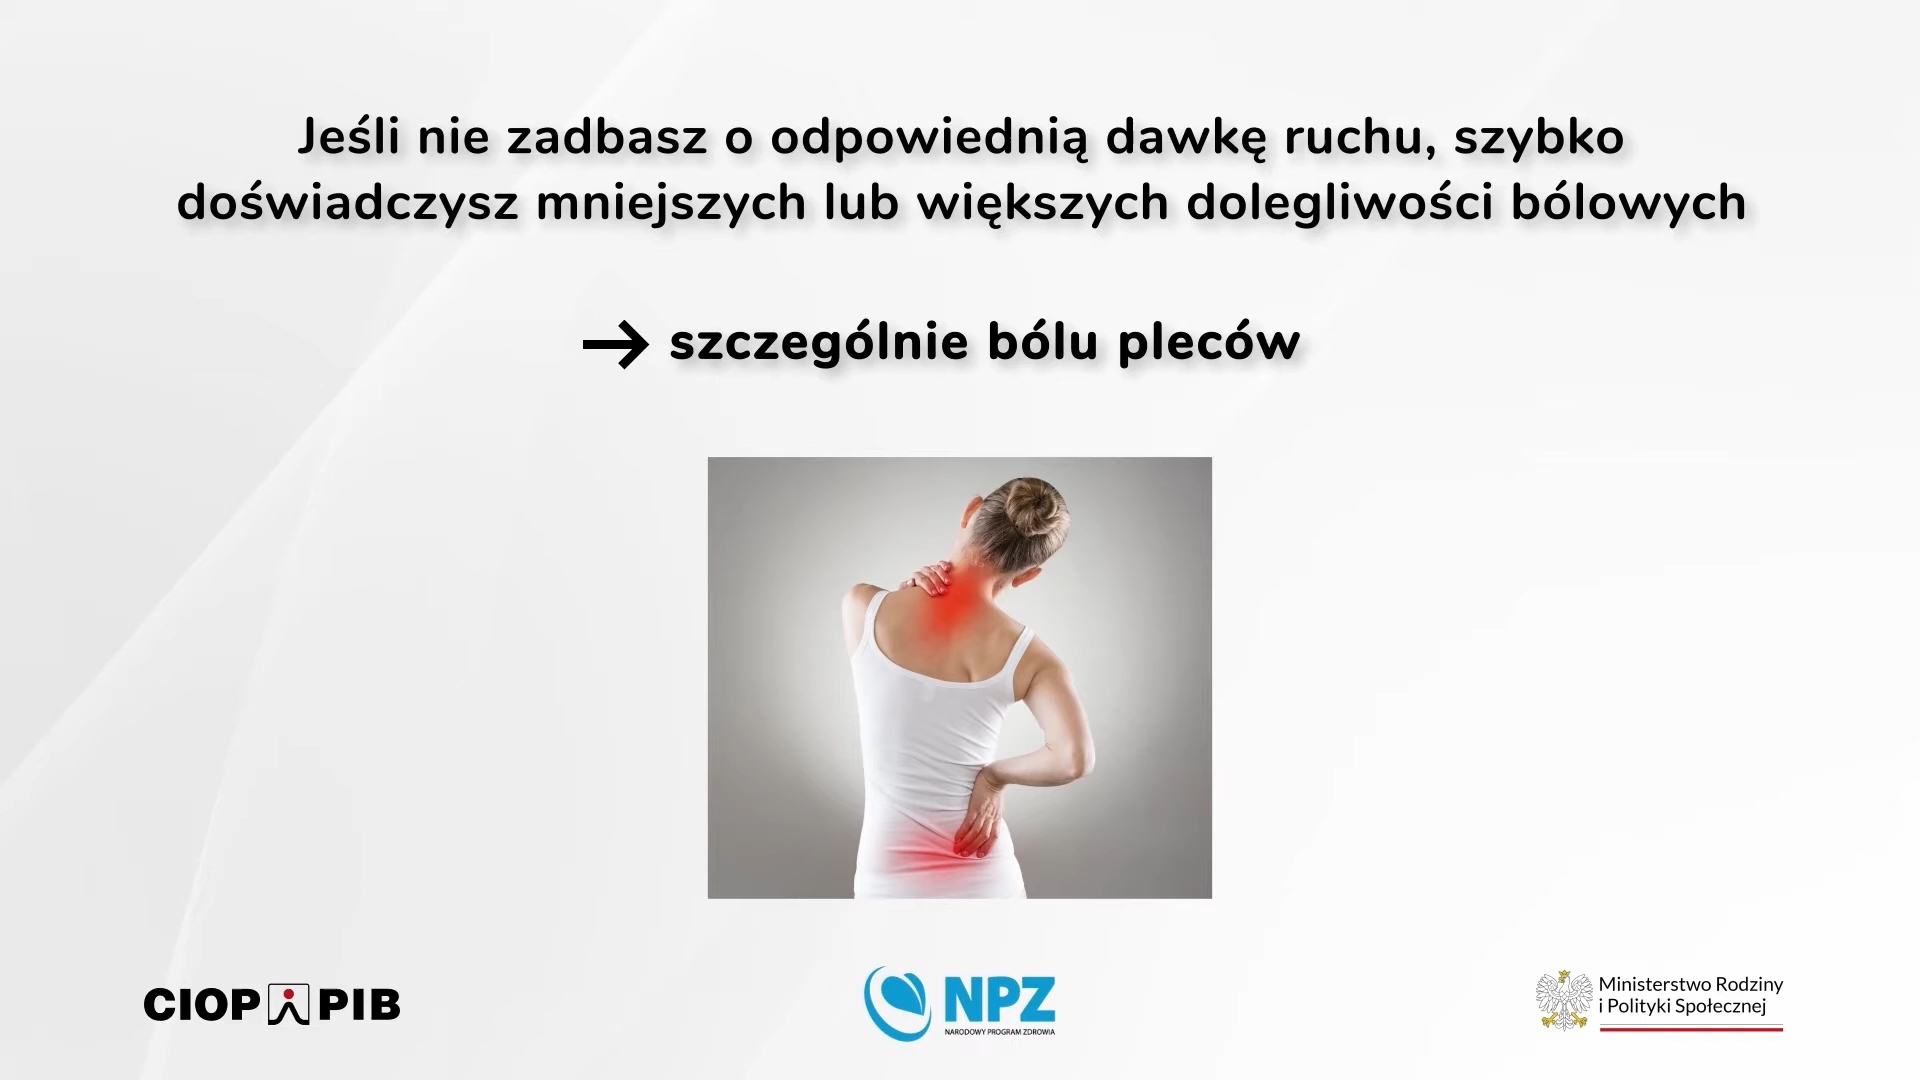 Jeśli nie zadbasz o odpowiednią dawkę ruchu, szybko
doświadczysz mniejszych lub większych dolegliwości bólowych
→ szczególnie bólu pleców
CIOP PIB
NPZ
NARODOWY PROGRAM ZDROWIA
Ministerstwo Rodziny
i Polityki Społecznej